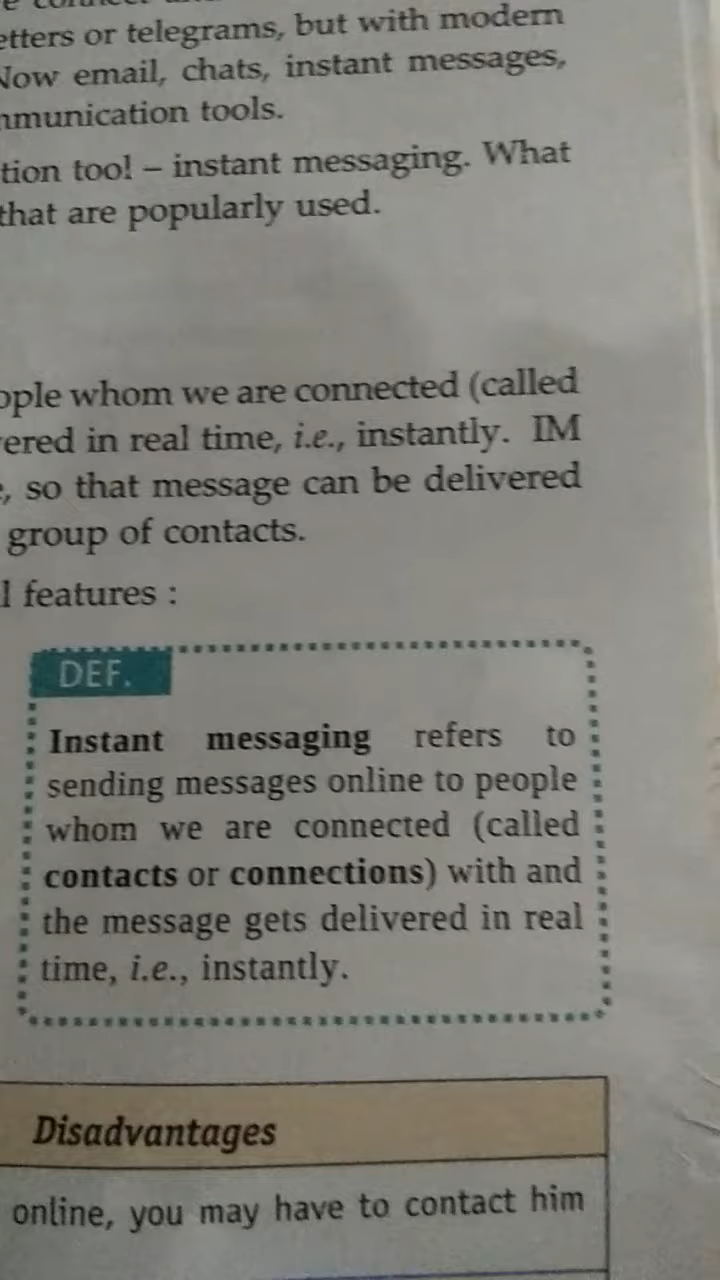 etters or telegrams, but with modern
Now email, chats, instant messages,
mmunication tools.
tion too! – instant messaging. What
that are popularly used.
ople whom we are connected (called
ered in real time, i.e., instantly. IM
, so that message can be delivered
group of contacts.
l features :
DEF.
Instant messaging refers to
sending messages online to people
whom we are connected (called
contacts or connections) with and
the message gets delivered in real
time, i.e., instantly.
Disadvantages
online, you may have to contact him